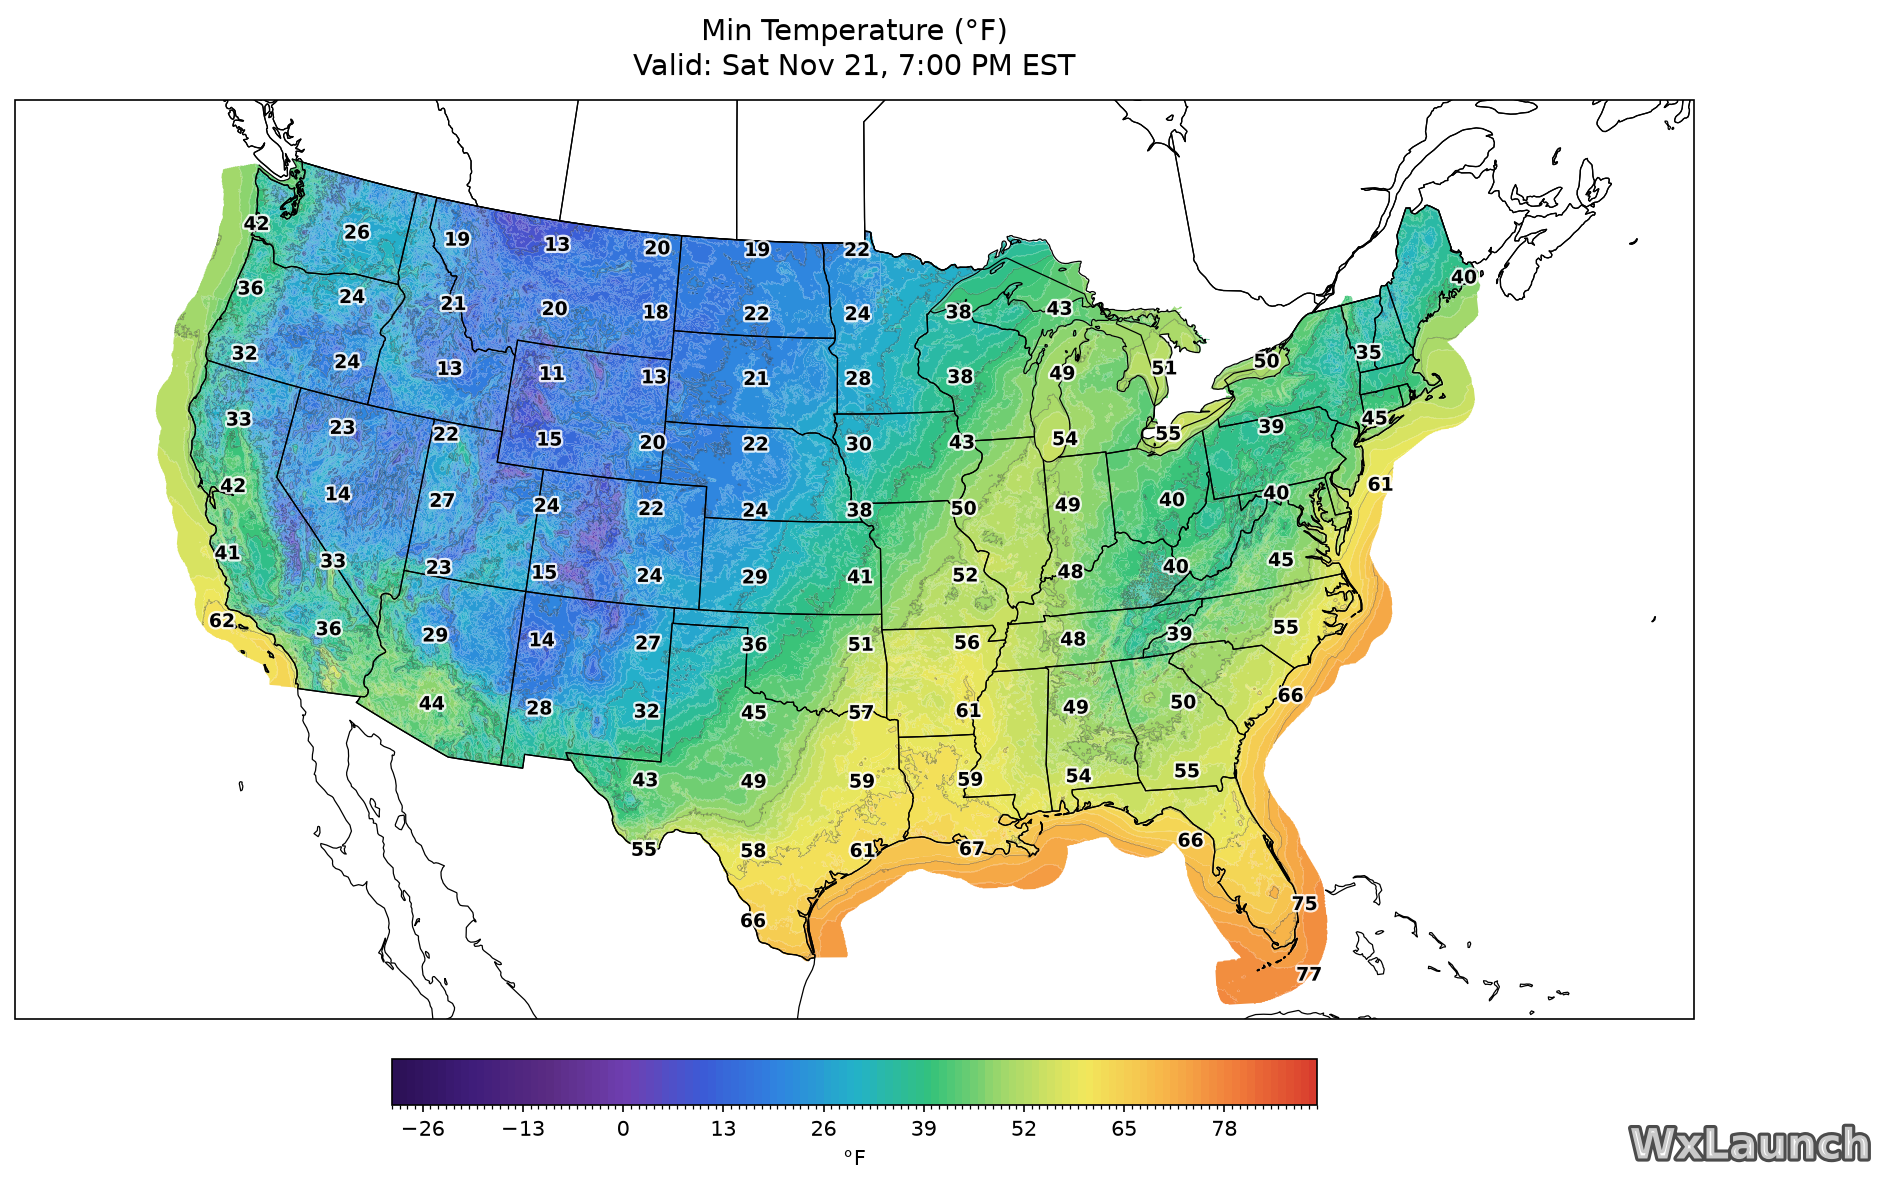 Min Temperature (°F)
Valid: Sat Nov 21, 7:00 PM EST
42 26 19 13 20 19 22
36 24 21 20 18 22 24 38 43 40
32 24 13 11 13 21 28 38 49 51 50 35
33 23 22 15 20 22 30 43 54 55 39 45
42 14 27 24 22 24 38 50 49 40 40 61
41 33 23 15 24 29 41 52 48 40 45
62 36 29 14 27 36 51 56 48 39 55
44 28 32 45 57 61 49 50 66
43 49 59 59 54 55
55 58 61 67 66
66 75
77
−26 −13 0 13 26 39 52 65 78
°F
WxLaunch